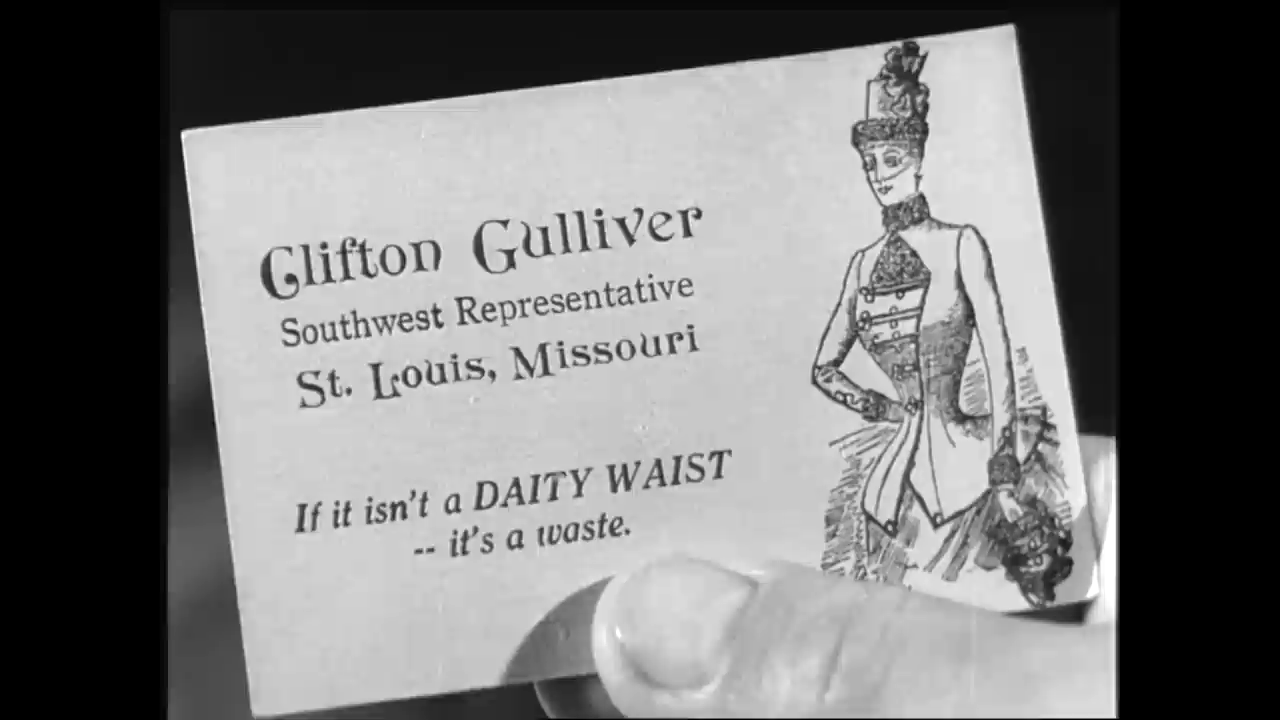 Clifton Gulliver
Southwest Representative
St. Louis, Missouri
If it isn't a DAITY WAIST
-- it's a waste.